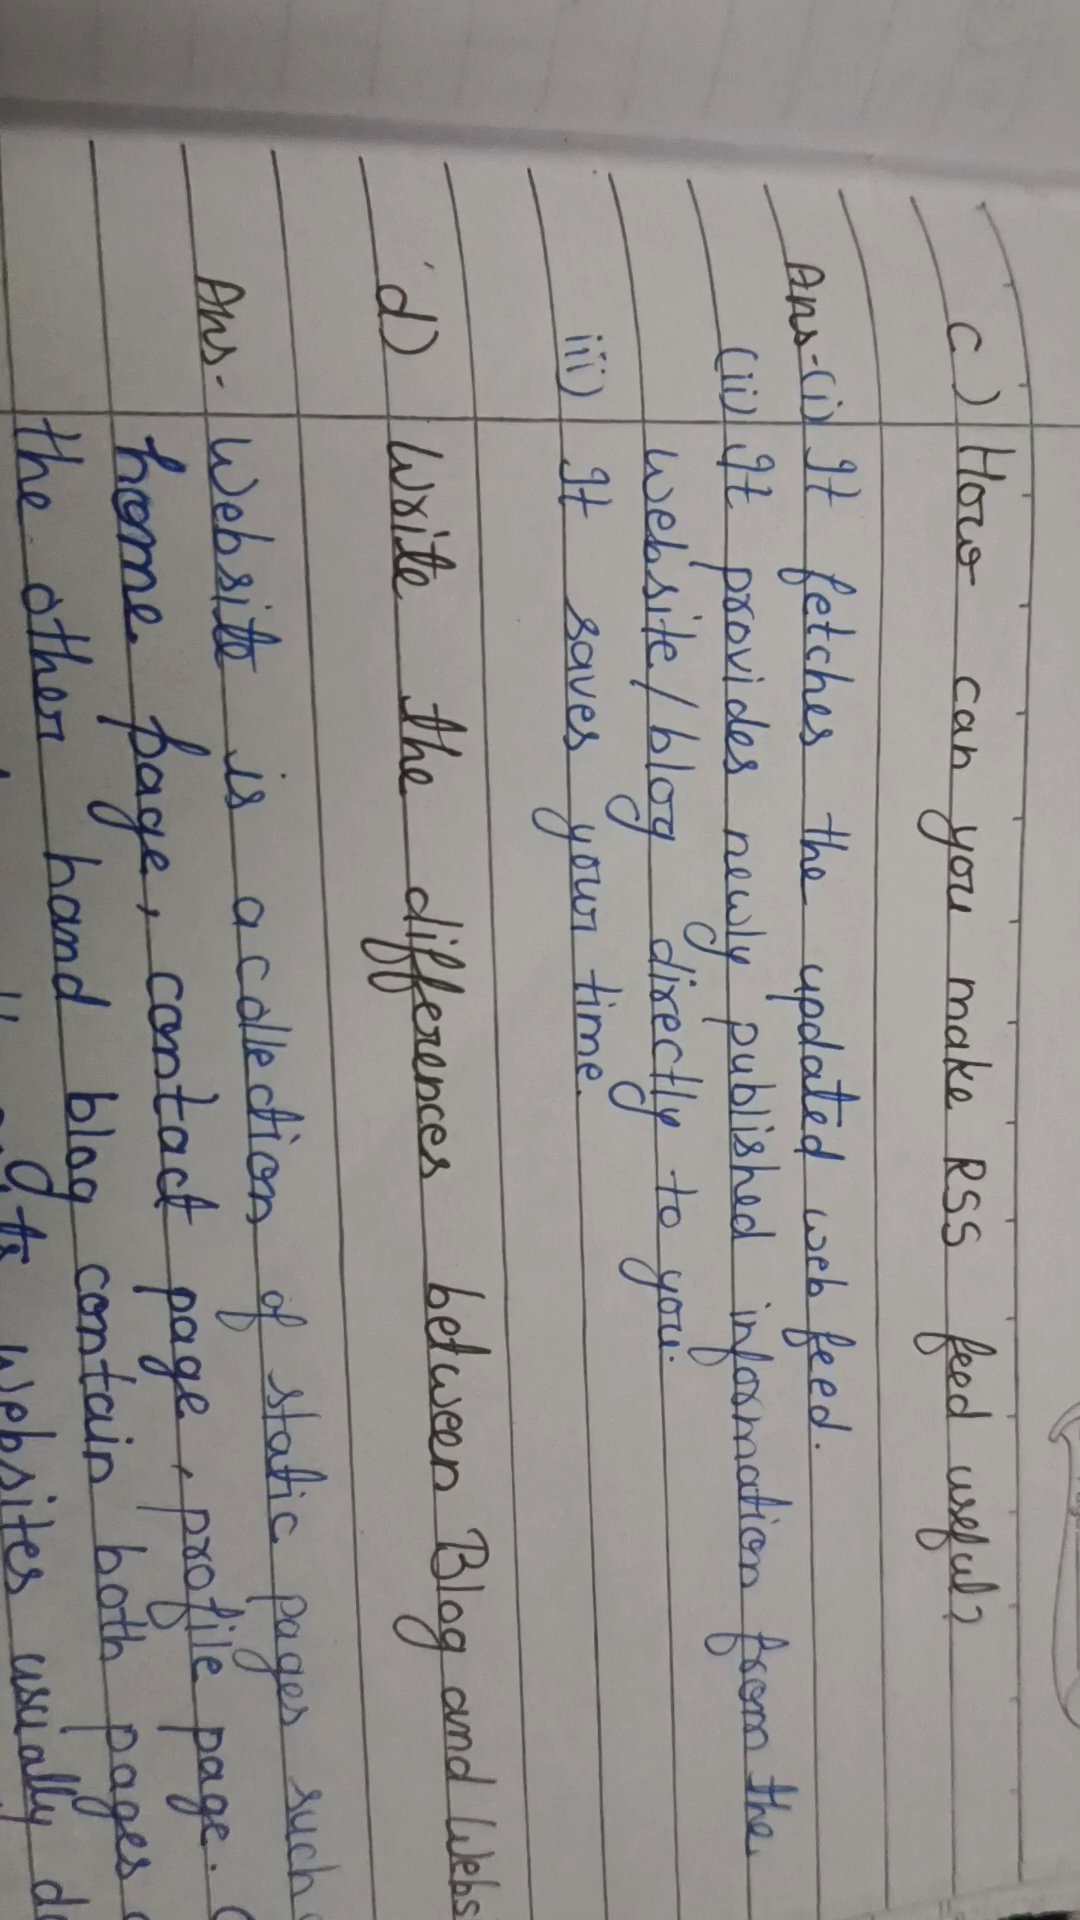 c.) How can you make RSS feed useful?
Ans-(i) It fetches the updated web feed.
(ii) It provides newly published information from the
website/blog directly to you.
iii) It saves your time.
d) Write the differences between Blog and Webs
Ans- Website is a collection of static pages such
home page, contact page, profile page.
the other hand blog contain both pages
websites usually